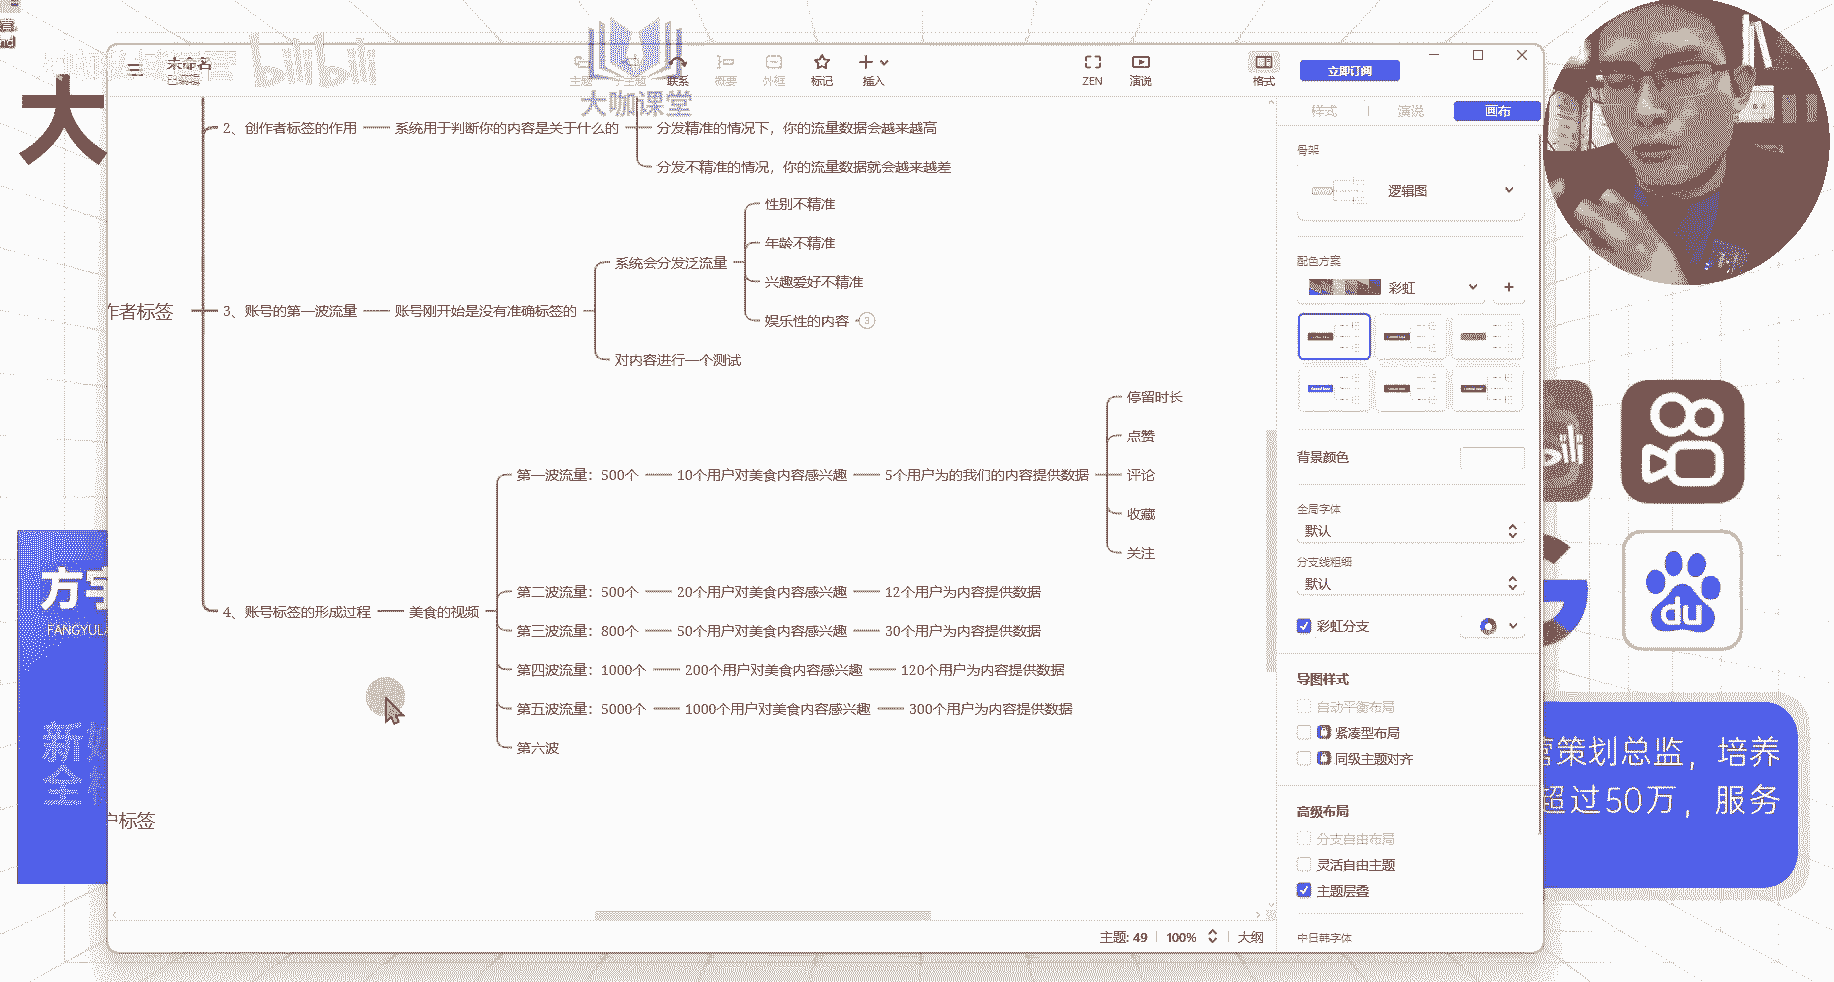 未命名
bilibili
大咖课堂
主题
子主题
联系
概要
外框
标记
插入
ZEN
演说
格式
立即订阅
大
2、创作者标签的作用
系统用于判断你的内容是关于什么的
分发精准的情况下，你的流量数据会越来越高
分发不精准的情况，你的流量数据就会越来越差
作者标签
3、账号的第一波流量
账号刚开始是没有准确标签的
系统会分发泛流量
性别不精准
年龄不精准
兴趣爱好不精准
娱乐性的内容
3
对内容进行一个测试
4、账号标签的形成过程
美食的视频
第一波流量：500个
10个用户对美食内容感兴趣
5个用户为的我们的内容提供数据
停留时长
点赞
评论
收藏
关注
第二波流量：500个
20个用户对美食内容感兴趣
12个用户为内容提供数据
第三波流量：800个
50个用户对美食内容感兴趣
30个用户为内容提供数据
第四波流量：1000个
200个用户对美食内容感兴趣
120个用户为内容提供数据
第五波流量：5000个
1000个用户对美食内容感兴趣
300个用户为内容提供数据
第六波
户标签
样式
演说
画布
骨架
逻辑图
配色方案
彩虹
背景颜色
全局字体
默认
分支线粗细
默认
彩虹分支
导图样式
自动平衡布局
紧凑型布局
同级主题对齐
高级布局
分支自由布局
灵活自由主题
主题层叠
中日韩字体
主题: 49
100%
大纲
方宇
FANGYULA
新媒
全
du
营策划总监，培养
超过50万，服务